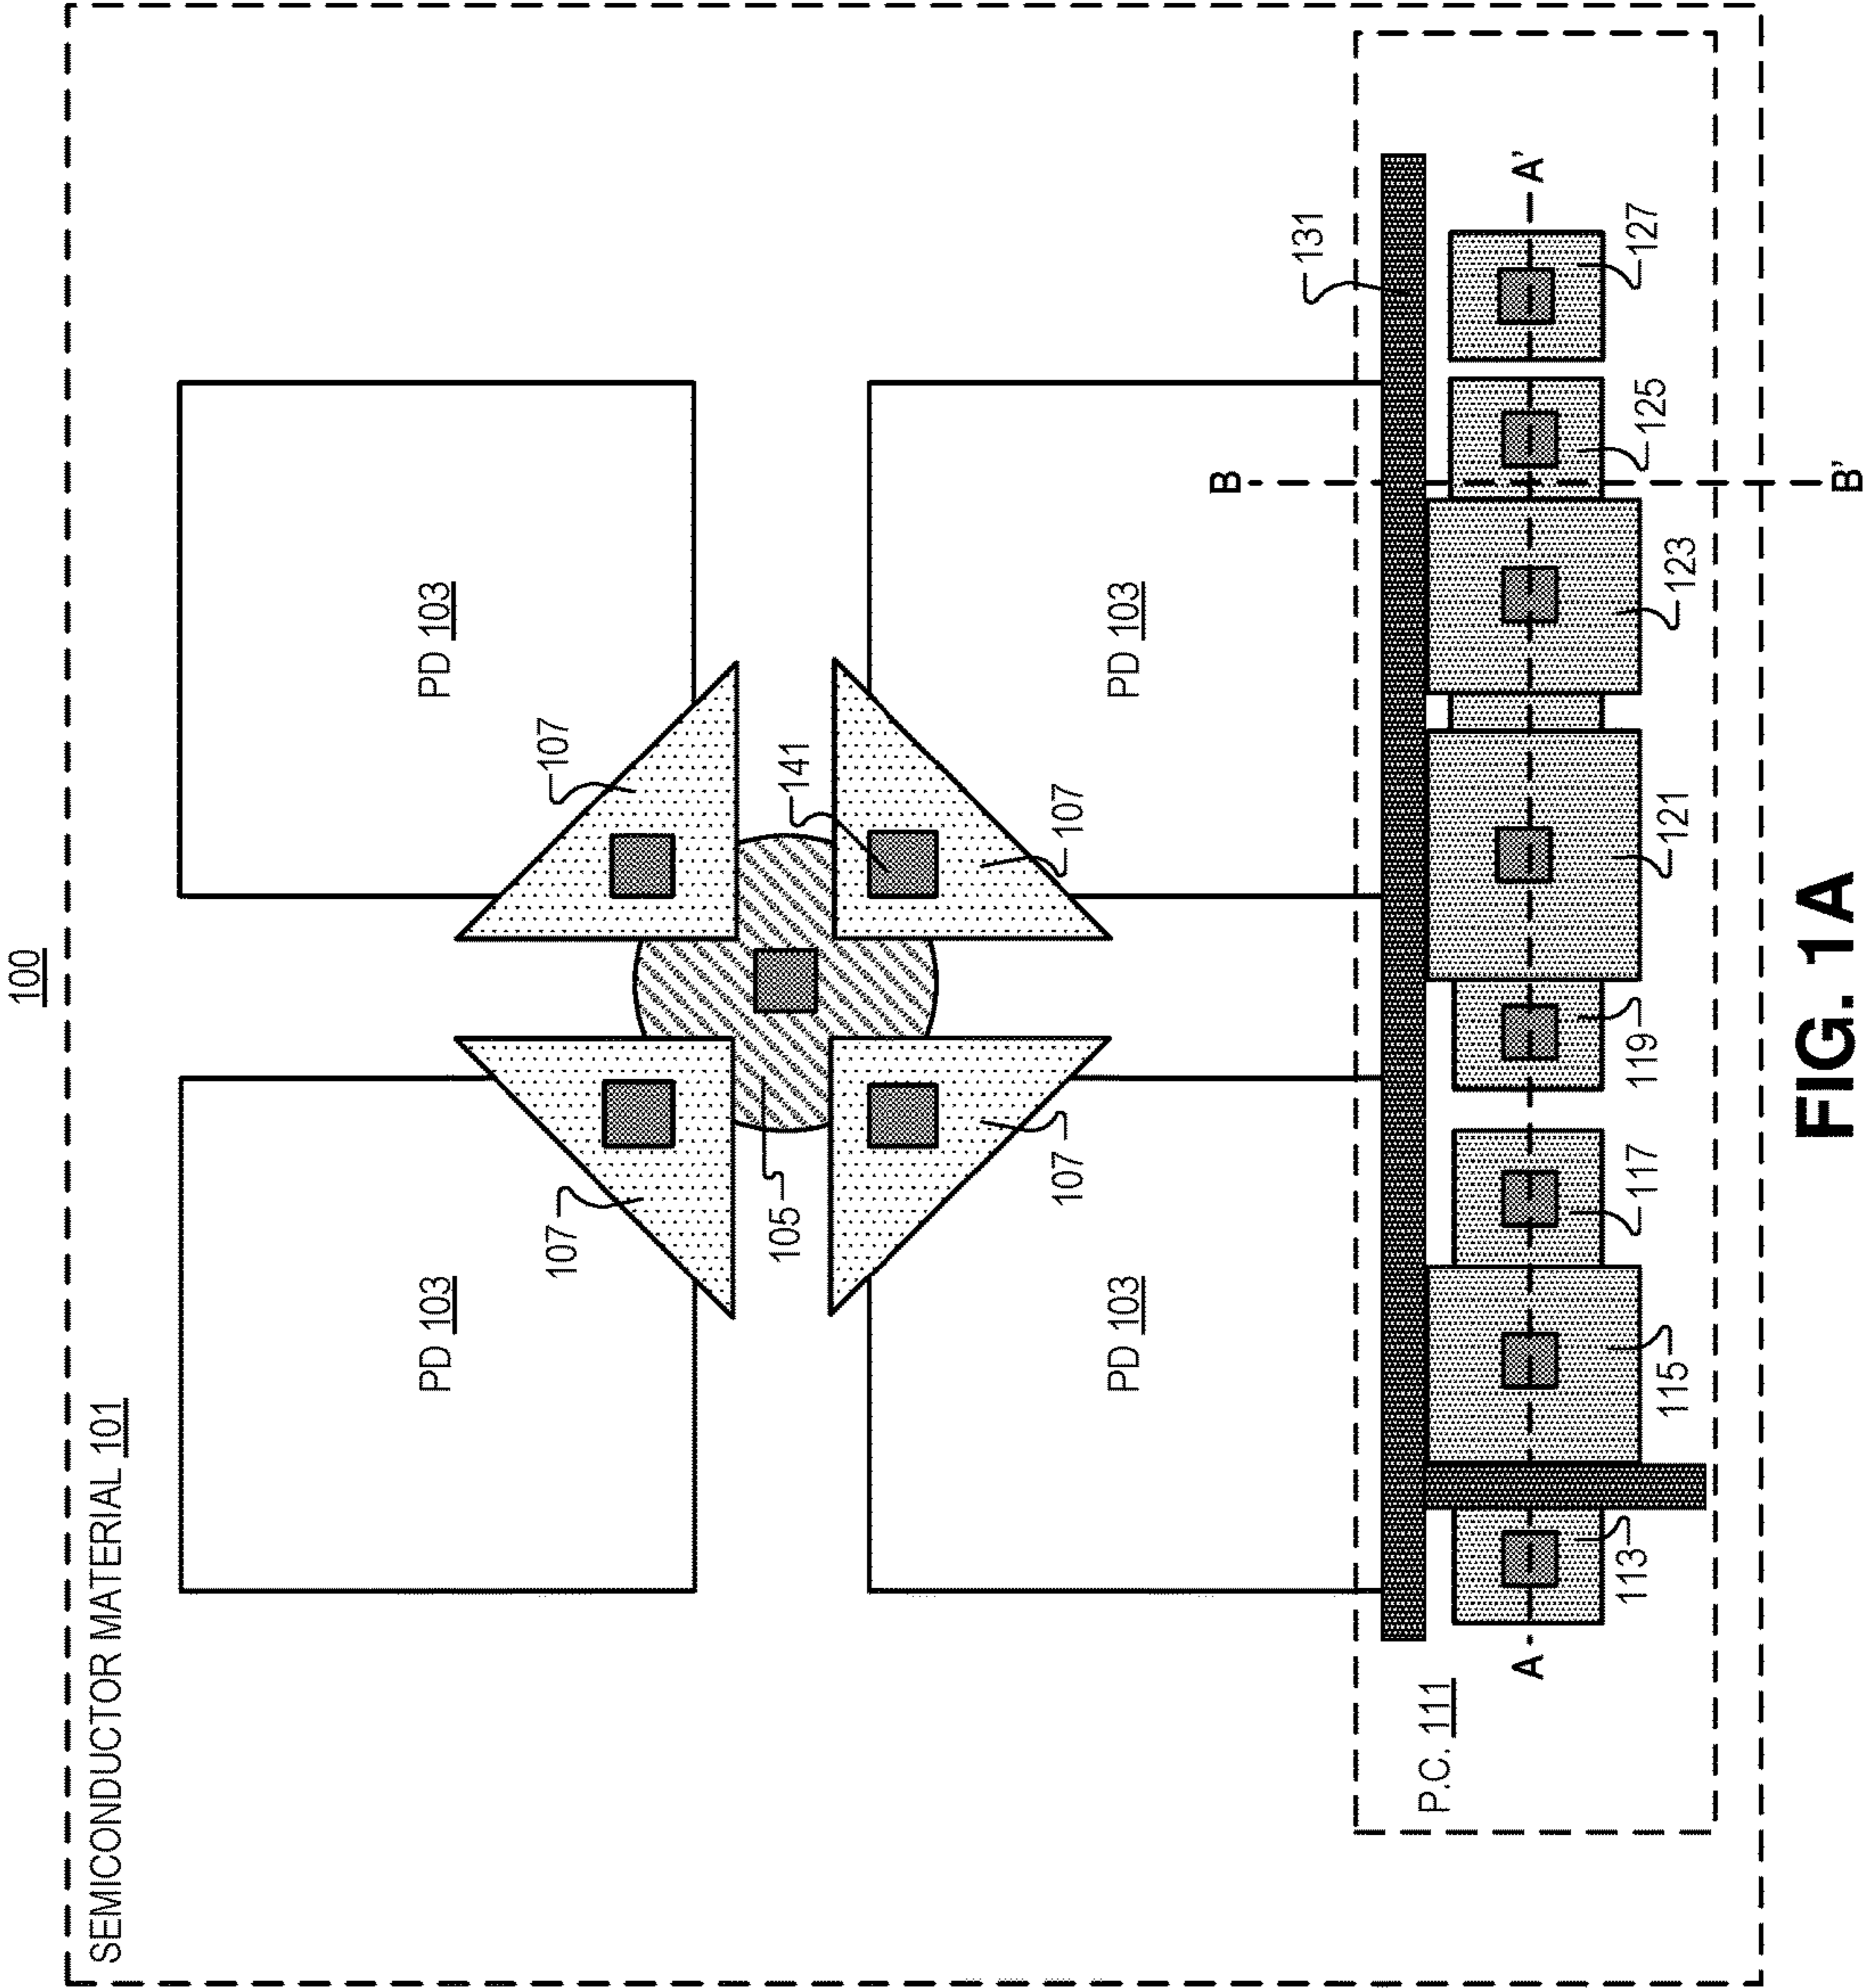 100
SEMICONDUCTOR MATERIAL 101
PD 103
PD 103
107
107
105
141
107
107
PD 103
PD 103
B
131
P.C. 111
A
A'
113
115
117
119
121
123
125
127
B'
FIG. 1A